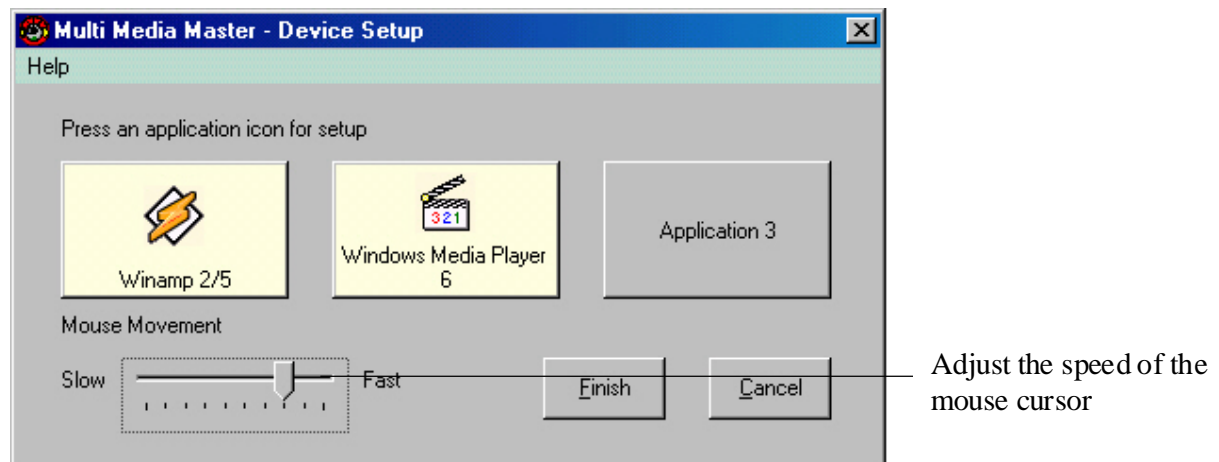 Multi Media Master - Device Setup
Help
Press an application icon for setup
Winamp 2/5
321
Windows Media Player
6
Application 3
Mouse Movement
Slow
Fast
Finish
Cancel
Adjust the speed of the
mouse cursor